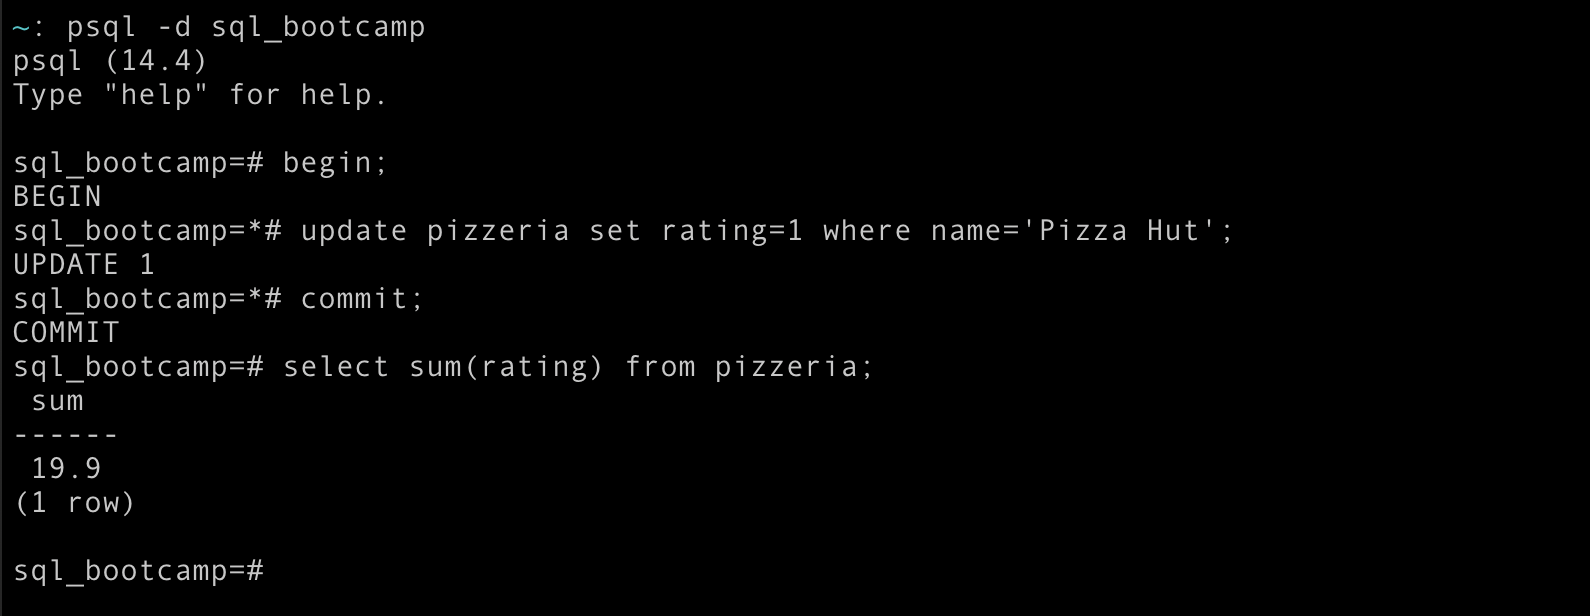 ~: psql -d sql_bootcamp
psql (14.4)
Type "help" for help.
sql_bootcamp=# begin;
BEGIN
sql_bootcamp=*# update pizzeria set rating=1 where name='Pizza Hut';
UPDATE 1
sql_bootcamp=*# commit;
COMMIT
sql_bootcamp=# select sum(rating) from pizzeria;
 sum
------
 19.9
(1 row)
sql_bootcamp=#